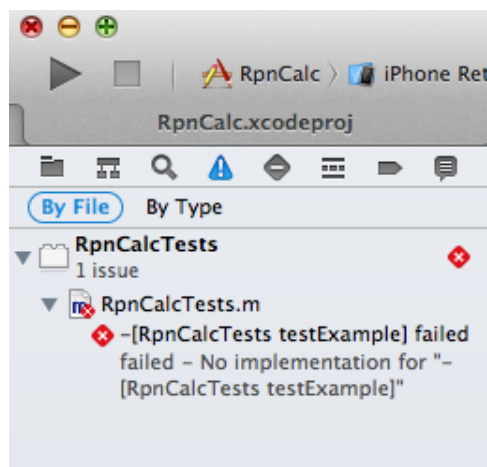 RpnCalc 〉 iPhone Ret
RpnCalc.xcodeproj
By File By Type
RpnCalcTests
1 issue
RpnCalcTests.m
-[RpnCalcTests testExample] failed
failed - No implementation for "-
[RpnCalcTests testExample]"